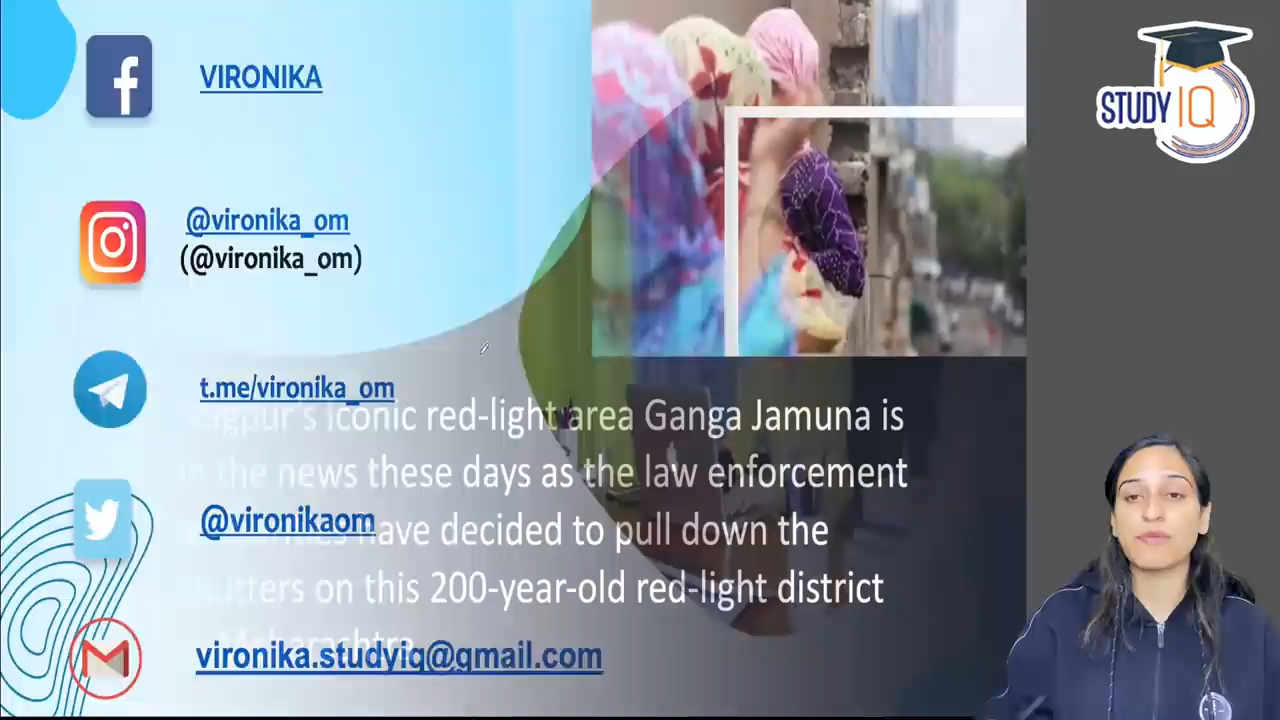 VIRONIKA
@vironika_om
(@vironika_om)
t.me/vironika_om
@vironikaom
vironika.studyiq@gmail.com
STUDY IQ
iconic red-light area Ganga Jamuna is
the news these days as the law enforcement
have decided to pull down the
on this 200-year-old red-light district